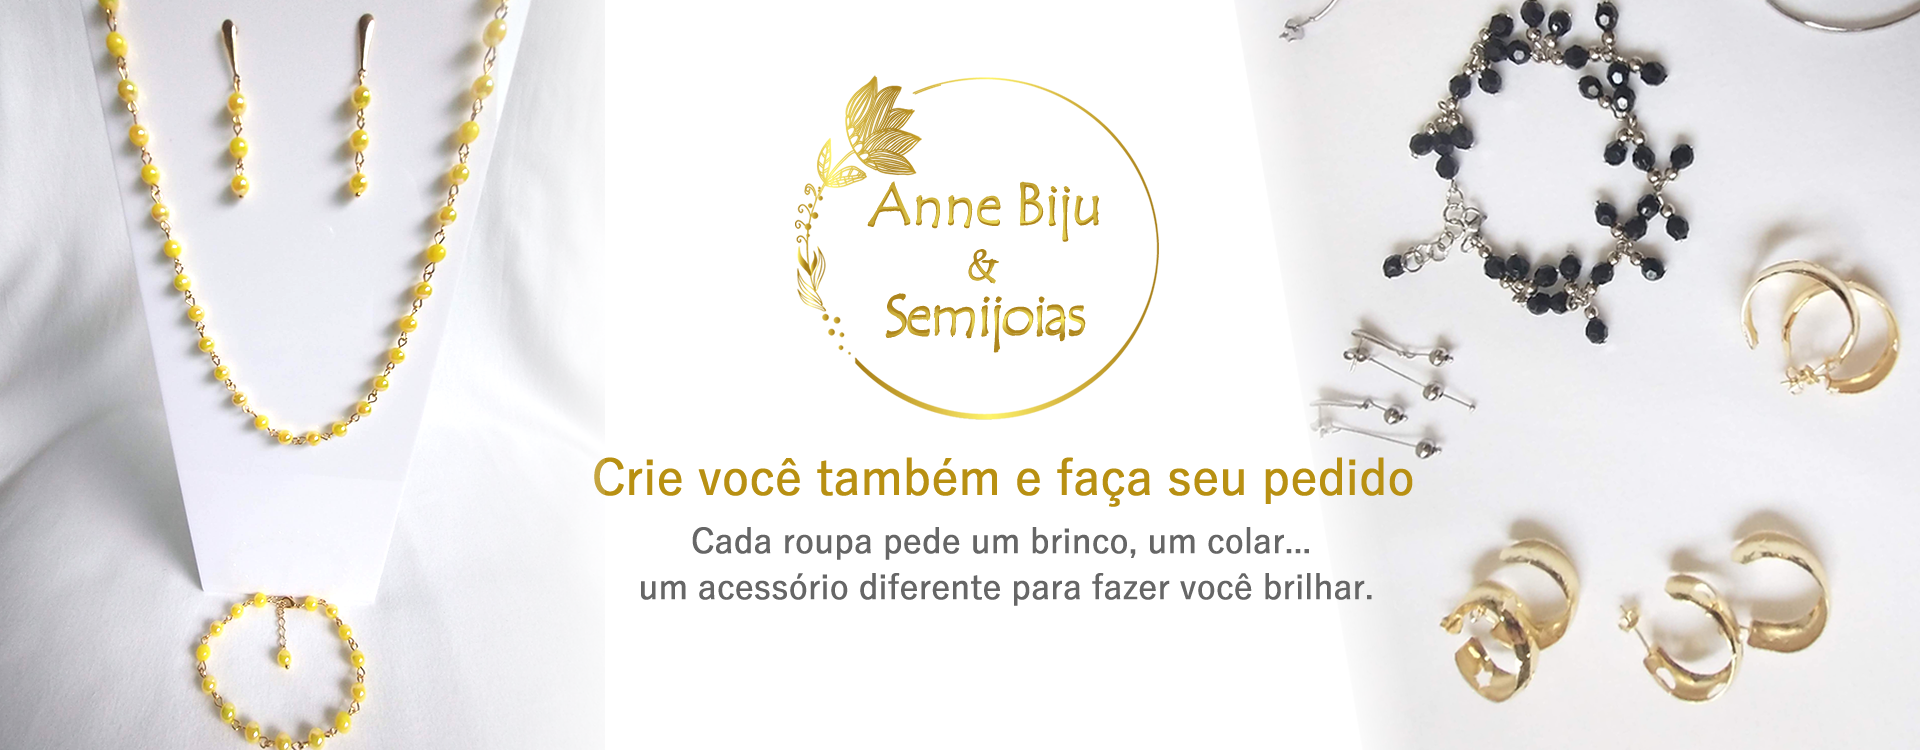 Anne Biju
&
Semijoias
Crie você também e faça seu pedido
Cada roupa pede um brinco, um colar...
um acessório diferente para fazer você brilhar.